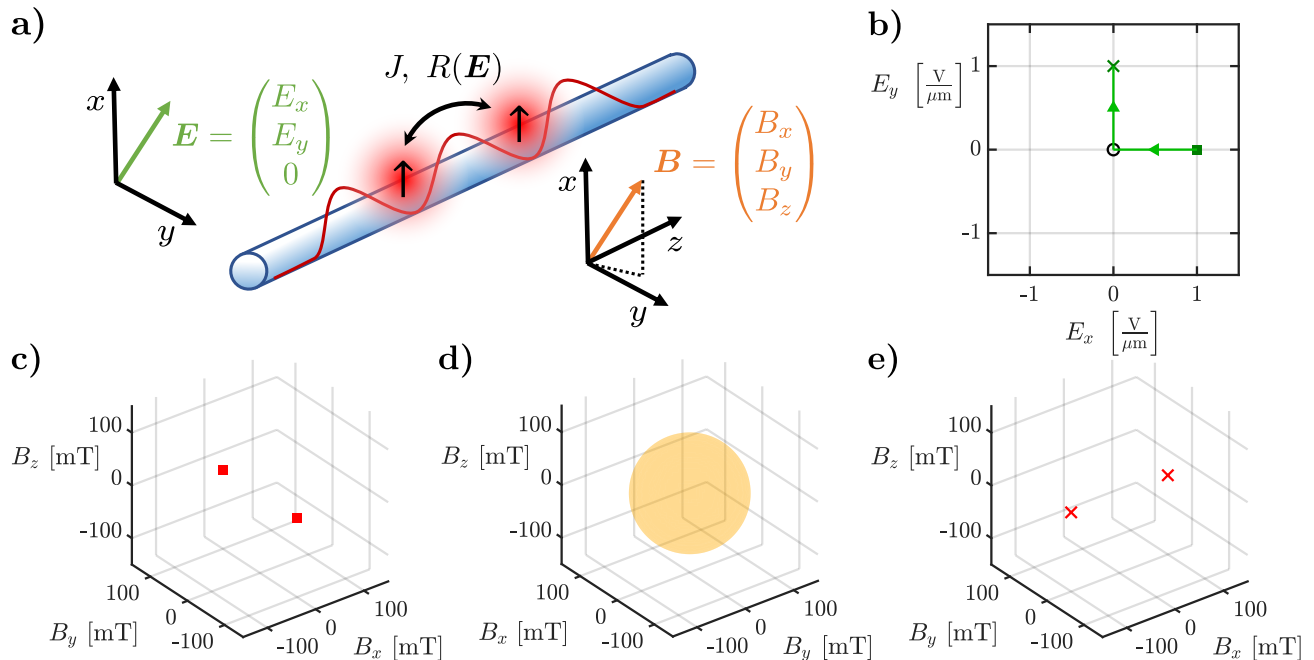 a)
x
y
E = (E_x E_y 0)
J, R(E)
B = (B_x B_y B_z)
x
z
y
b)
E_y [V/μm]
1
0
-1
-1 0 1
E_x [V/μm]
c)
B_z [mT]
100
0
-100
100
0
-100
B_y [mT]
-100
0
100
B_x [mT]
d)
B_z [mT]
100
0
-100
100
0
-100
B_x [mT]
-100
0
100
B_y [mT]
e)
B_z [mT]
100
0
-100
100
0
-100
B_y [mT]
-100
0
100
B_x [mT]